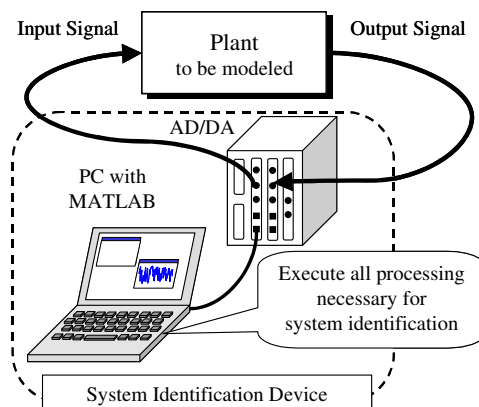 Input Signal
Plant
to be modeled
Output Signal
AD/DA
PC with
MATLAB
Execute all processing
necessary for
system identification
System Identification Device